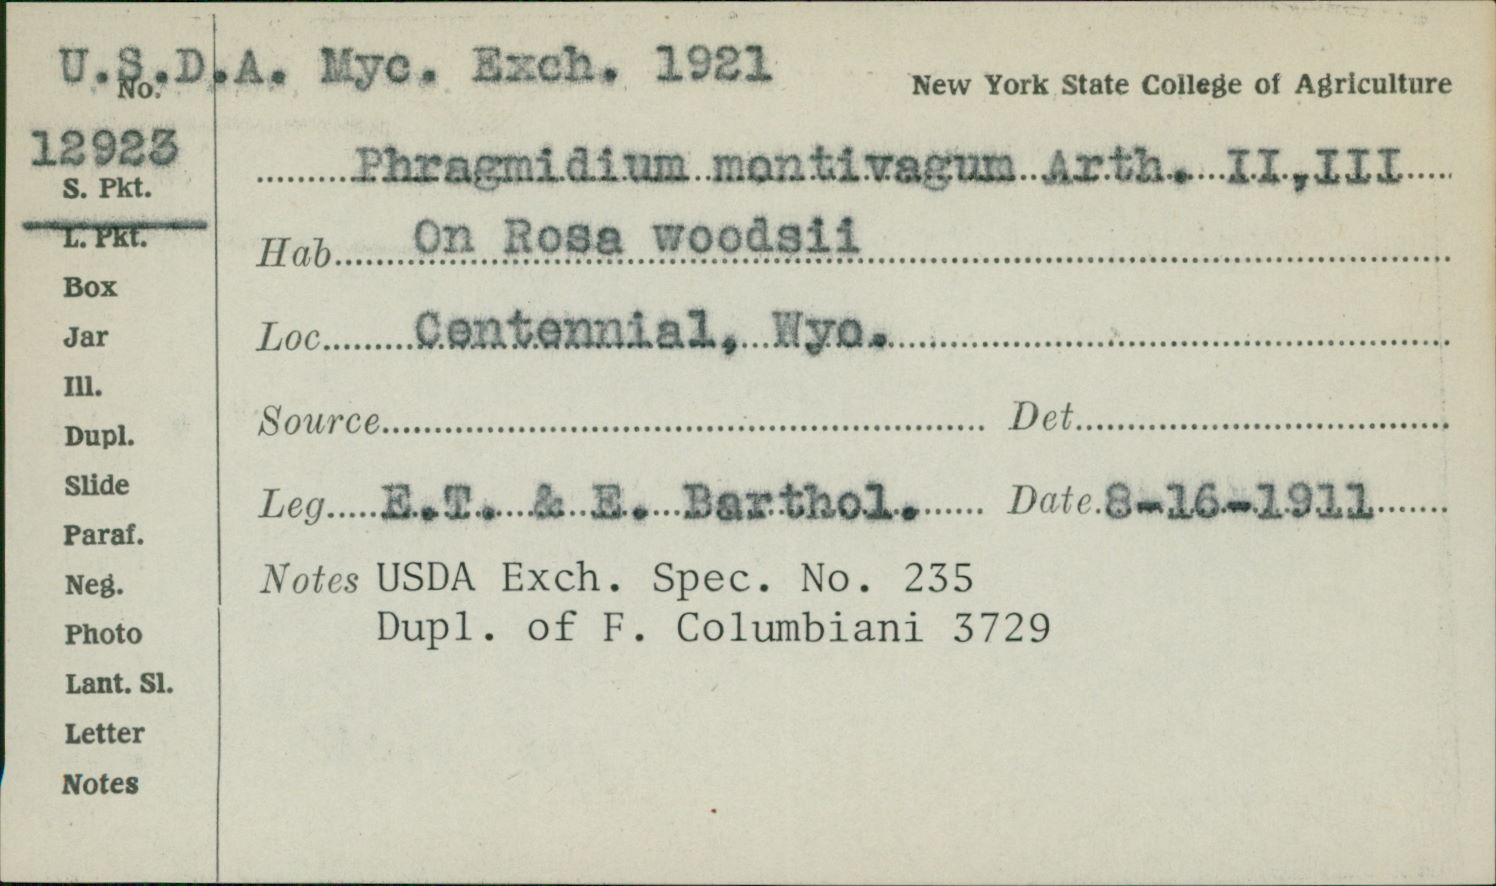 U.S.D.A. Myc. Exch. 1921
No.
New York State College of Agriculture
12923
Phragmidium montivagum Arth. II,III
S. Pkt.
L. Pkt.
Hab. On Rosa woodsii
Box
Jar
Loc. Centennial, Wyo.
Ill.
Dupl.
Source Det.
Slide
Leg. E.T. & E. Barthol. Date. 8-16-1911
Paraf.
Neg.
Notes USDA Exch. Spec. No. 235
Photo
Dupl. of F. Columbiani 3729
Lant. Sl.
Letter
Notes